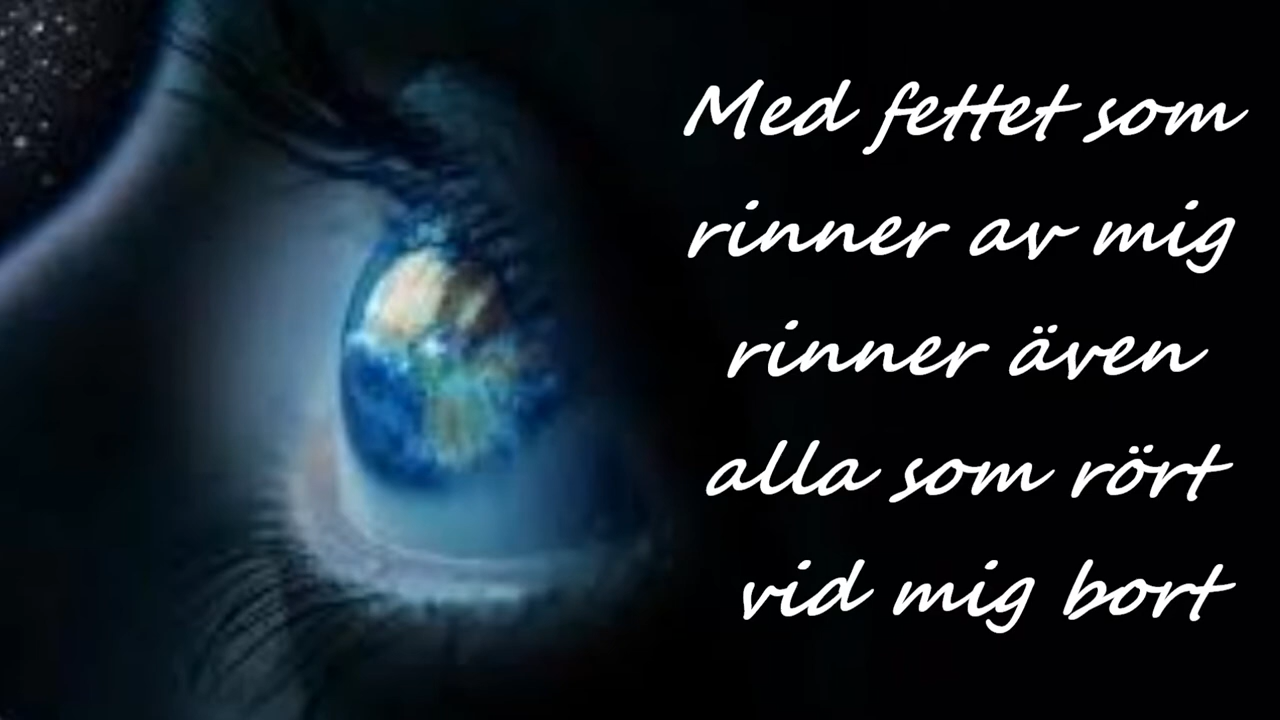 Med fettet som
rinner av mig
rinner även
alla som rört
vid mig bort